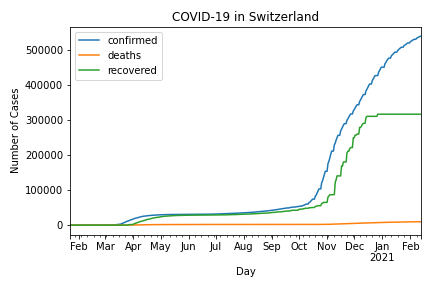 COVID-19 in Switzerland
confirmed
deaths
recovered
Number of Cases
500000
400000
300000
200000
100000
0
Feb Mar Apr May Jun Jul Aug Sep Oct Nov Dec Jan Feb
2021
Day